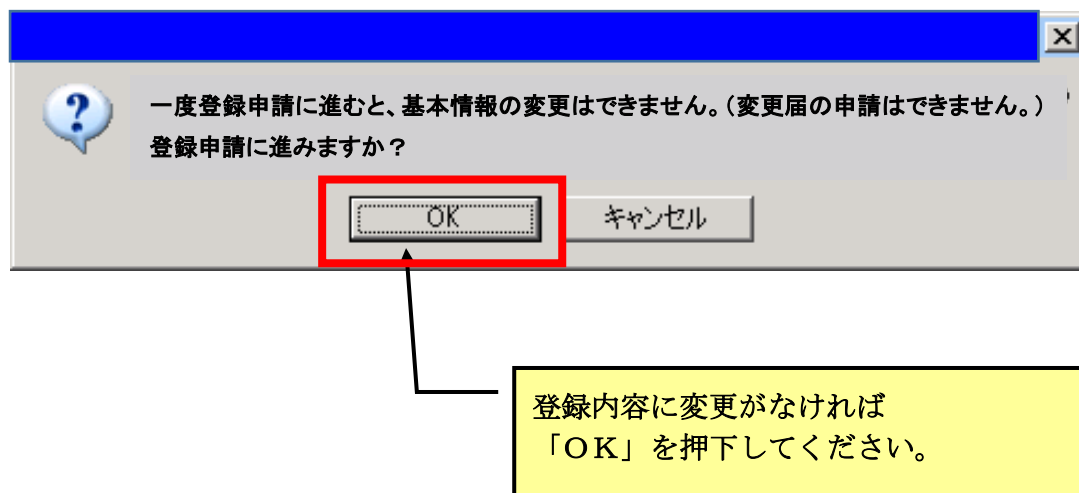 一度登録申請に進むと、基本情報の変更はできません。(変更届の申請はできません。)
登録申請に進みますか?
OK
キャンセル
登録内容に変更がなければ
「OK」を押下してください。